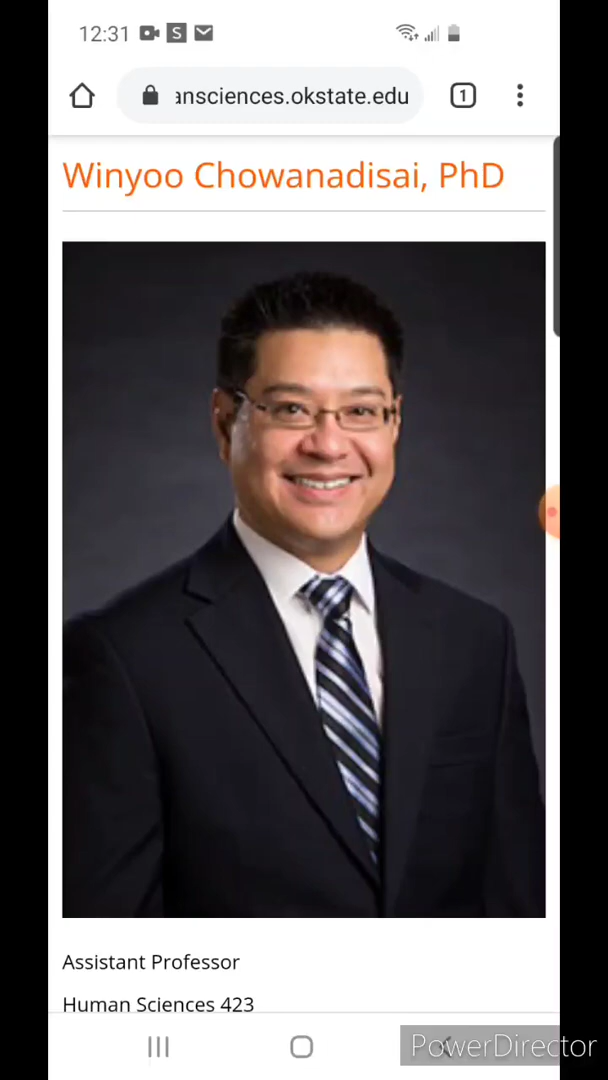 12:31 S
ansciences.okstate.edu 1
Winyoo Chowanadisai, PhD
Assistant Professor
Human Sciences 423
PowerDirector